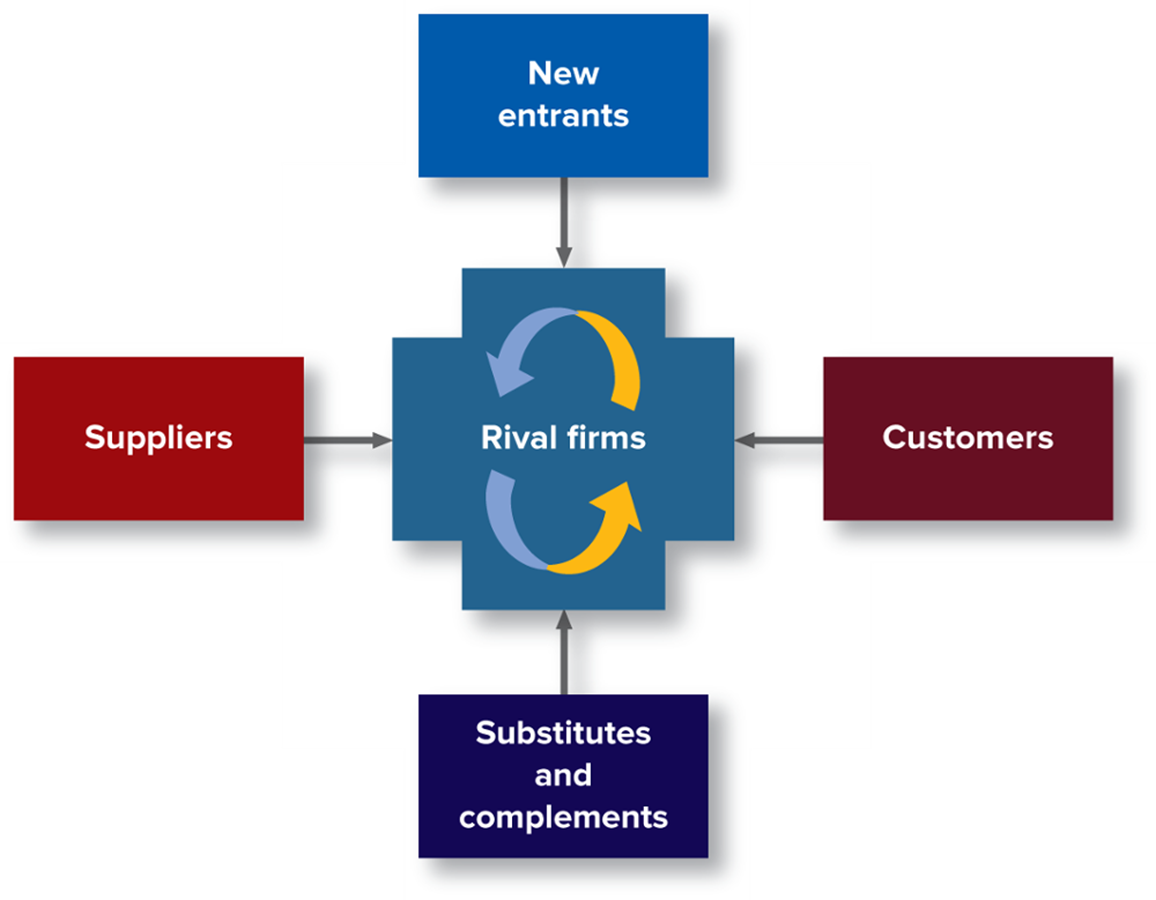 New
entrants
Suppliers
Rival firms
Customers
Substitutes
and
complements